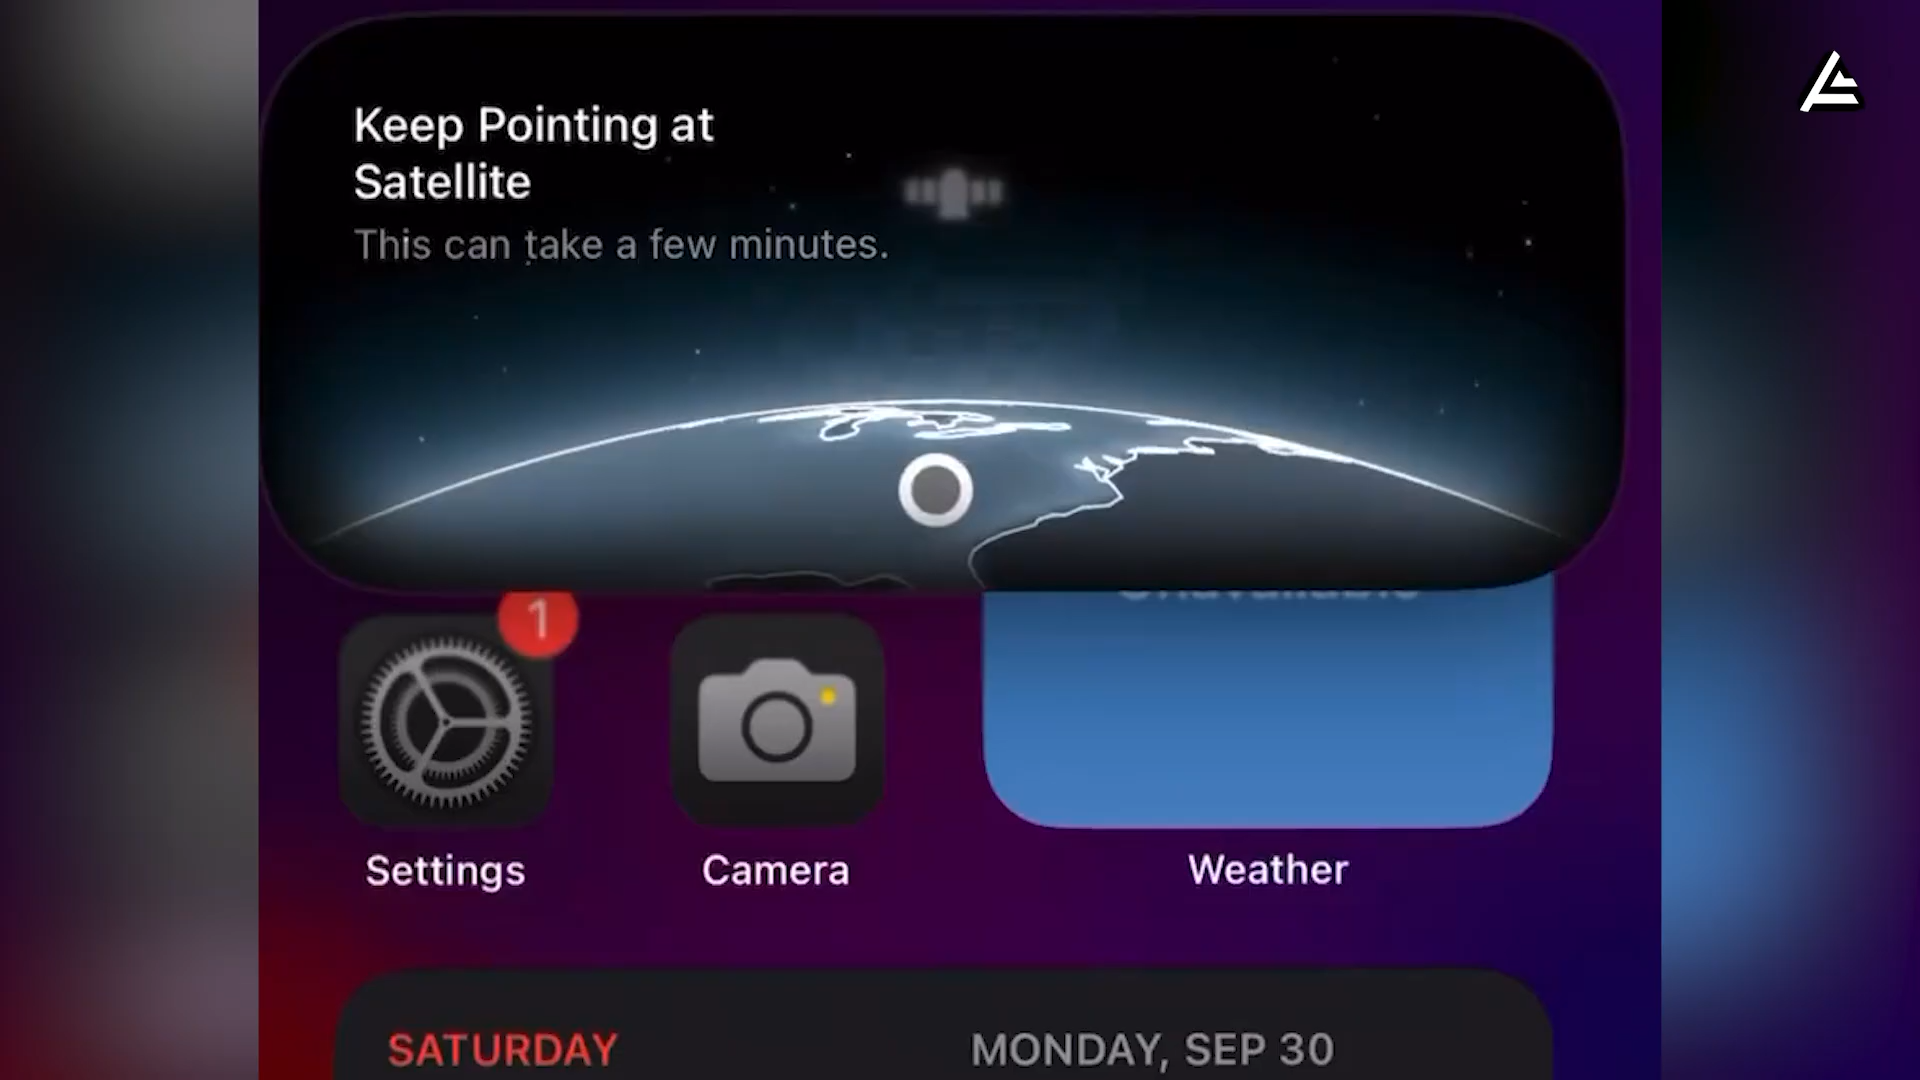 Keep Pointing at
Satellite
This can take a few minutes.
1
Settings
Camera
Weather
SATURDAY
MONDAY, SEP 30